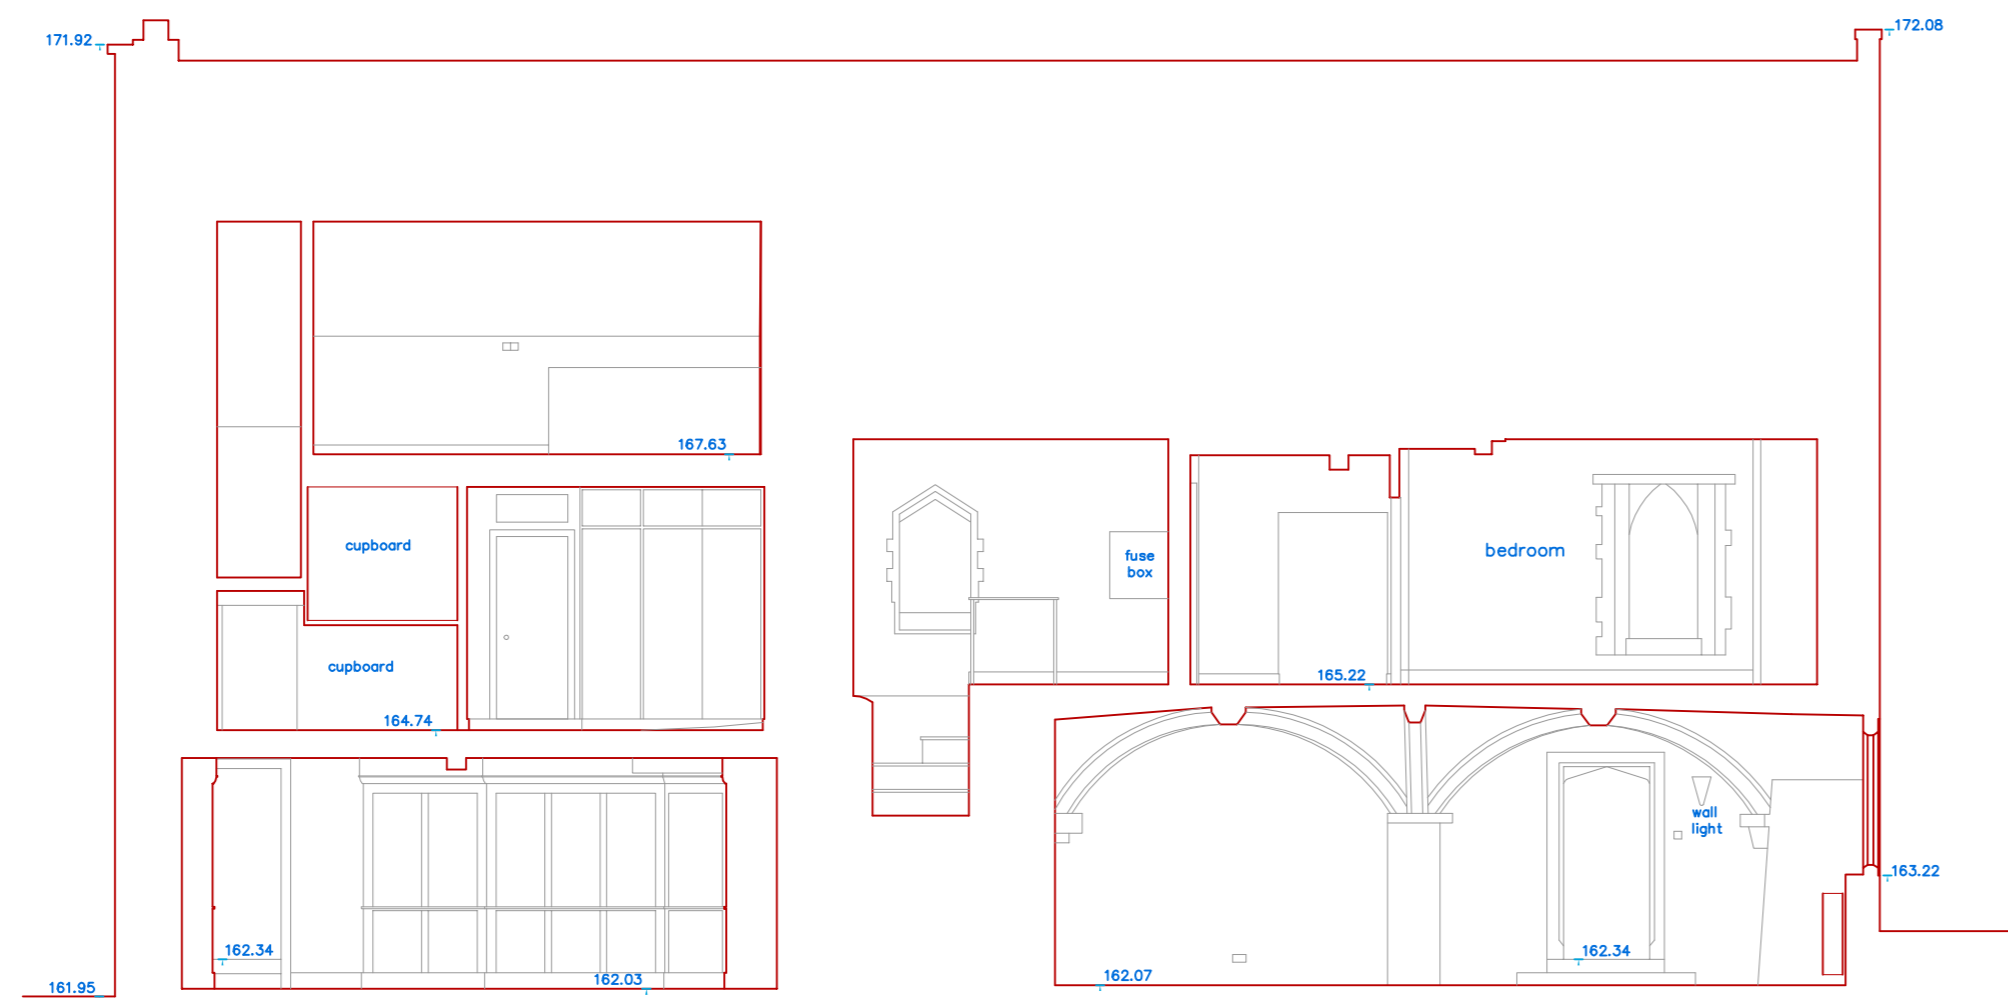 171.92
172.08
167.63
cupboard
fuse
box
bedroom
cupboard
165.22
164.74
wall
light
163.22
162.34
162.34
162.03
162.07
161.95